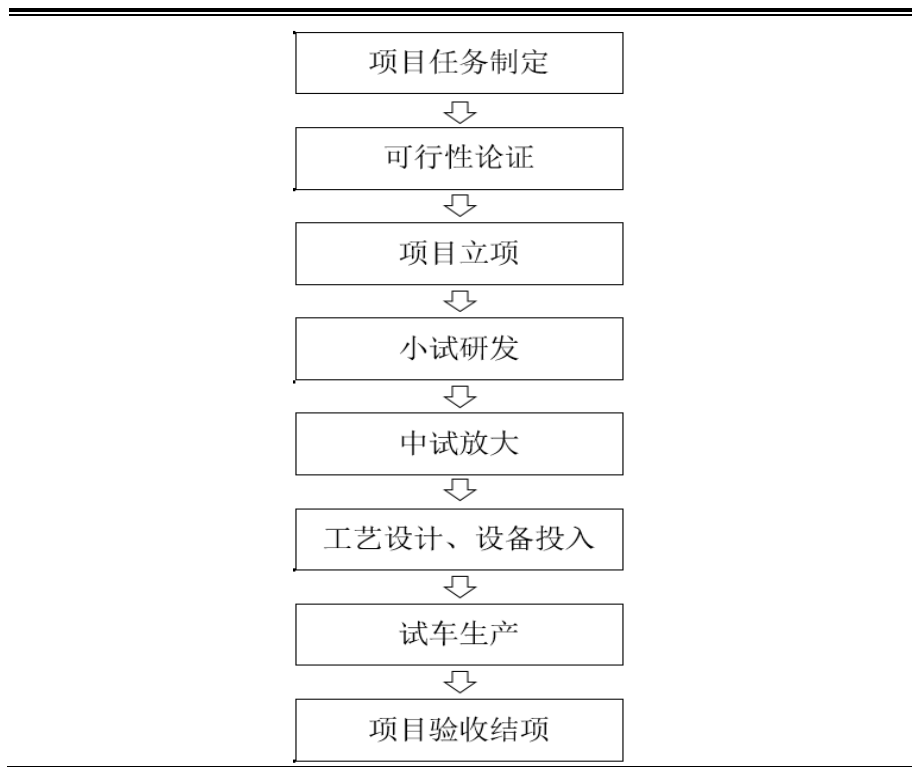 项目任务制定
可行性论证
项目立项
小试研发
中试放大
工艺设计、设备投入
试车生产
项目验收结项